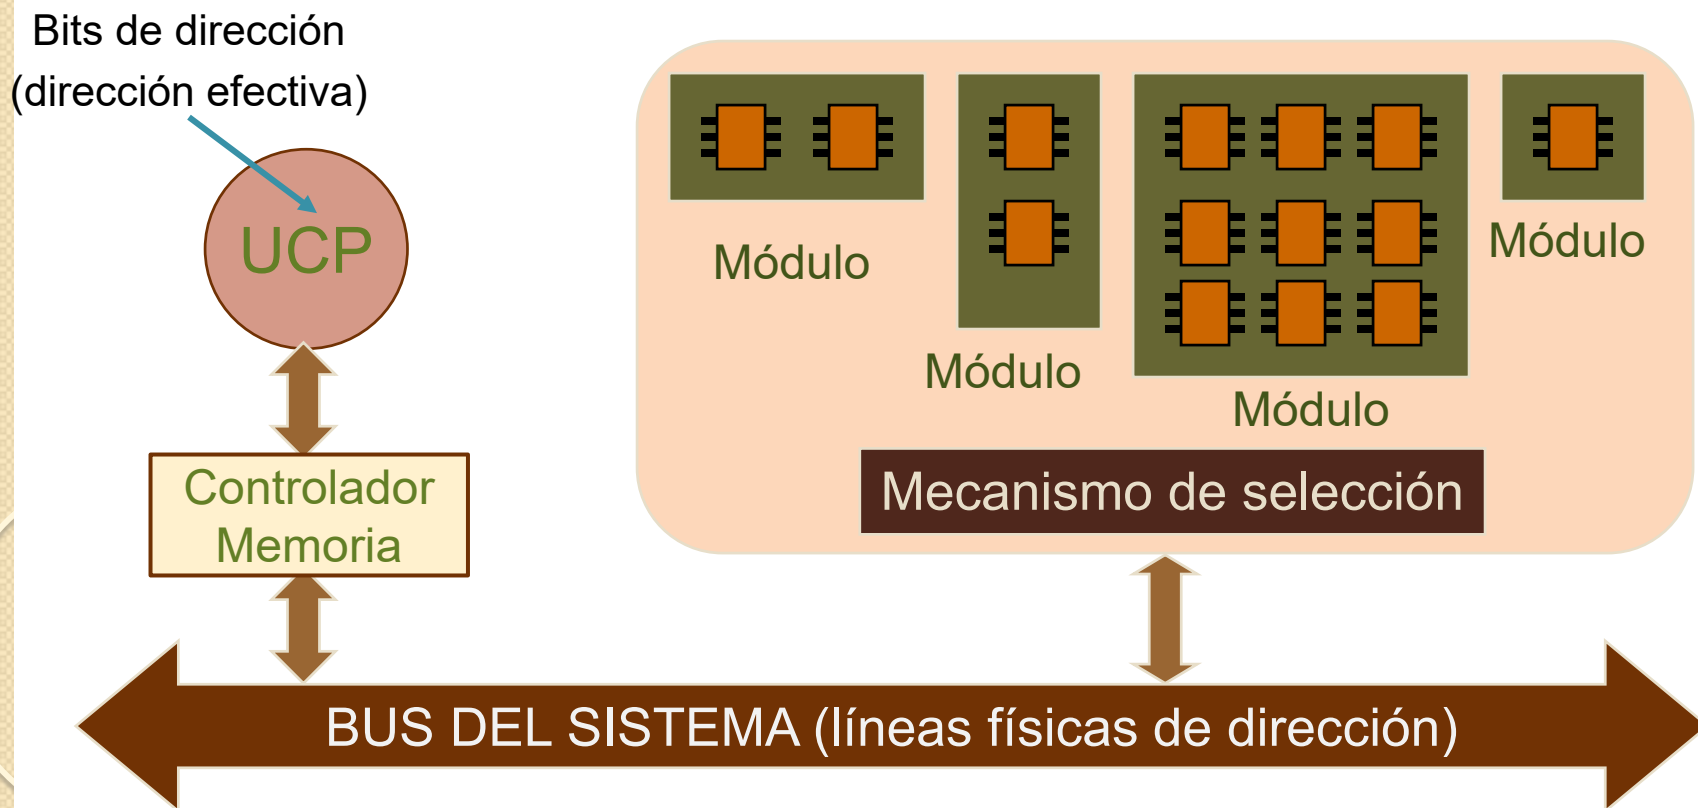 Bits de dirección
(dirección efectiva)
UCP
Controlador
Memoria
Módulo
Módulo
Módulo
Módulo
Mecanismo de selección
BUS DEL SISTEMA (líneas físicas de dirección)